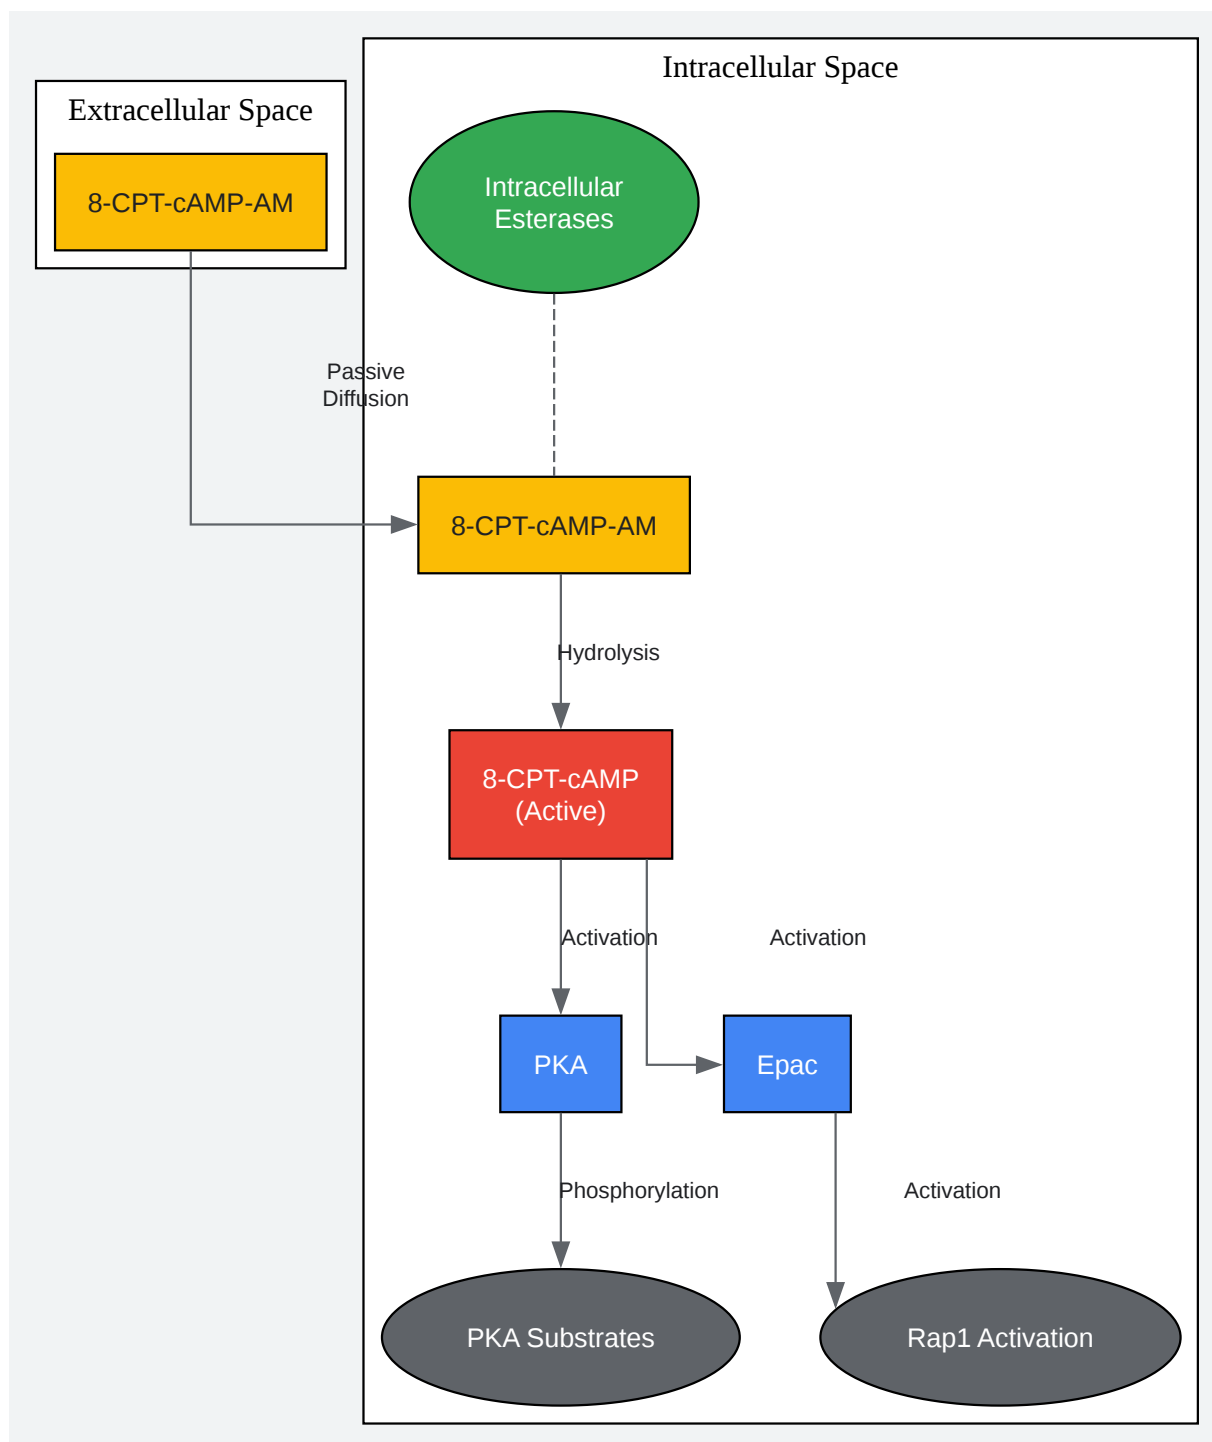 Intracellular Space
Extracellular Space
8-CPT-cAMP-AM
Intracellular
Esterases
Passive
Diffusion
8-CPT-cAMP-AM
Hydrolysis
8-CPT-cAMP
(Active)
Activation
Activation
PKA
Epac
Phosphorylation
Activation
PKA Substrates
Rap1 Activation